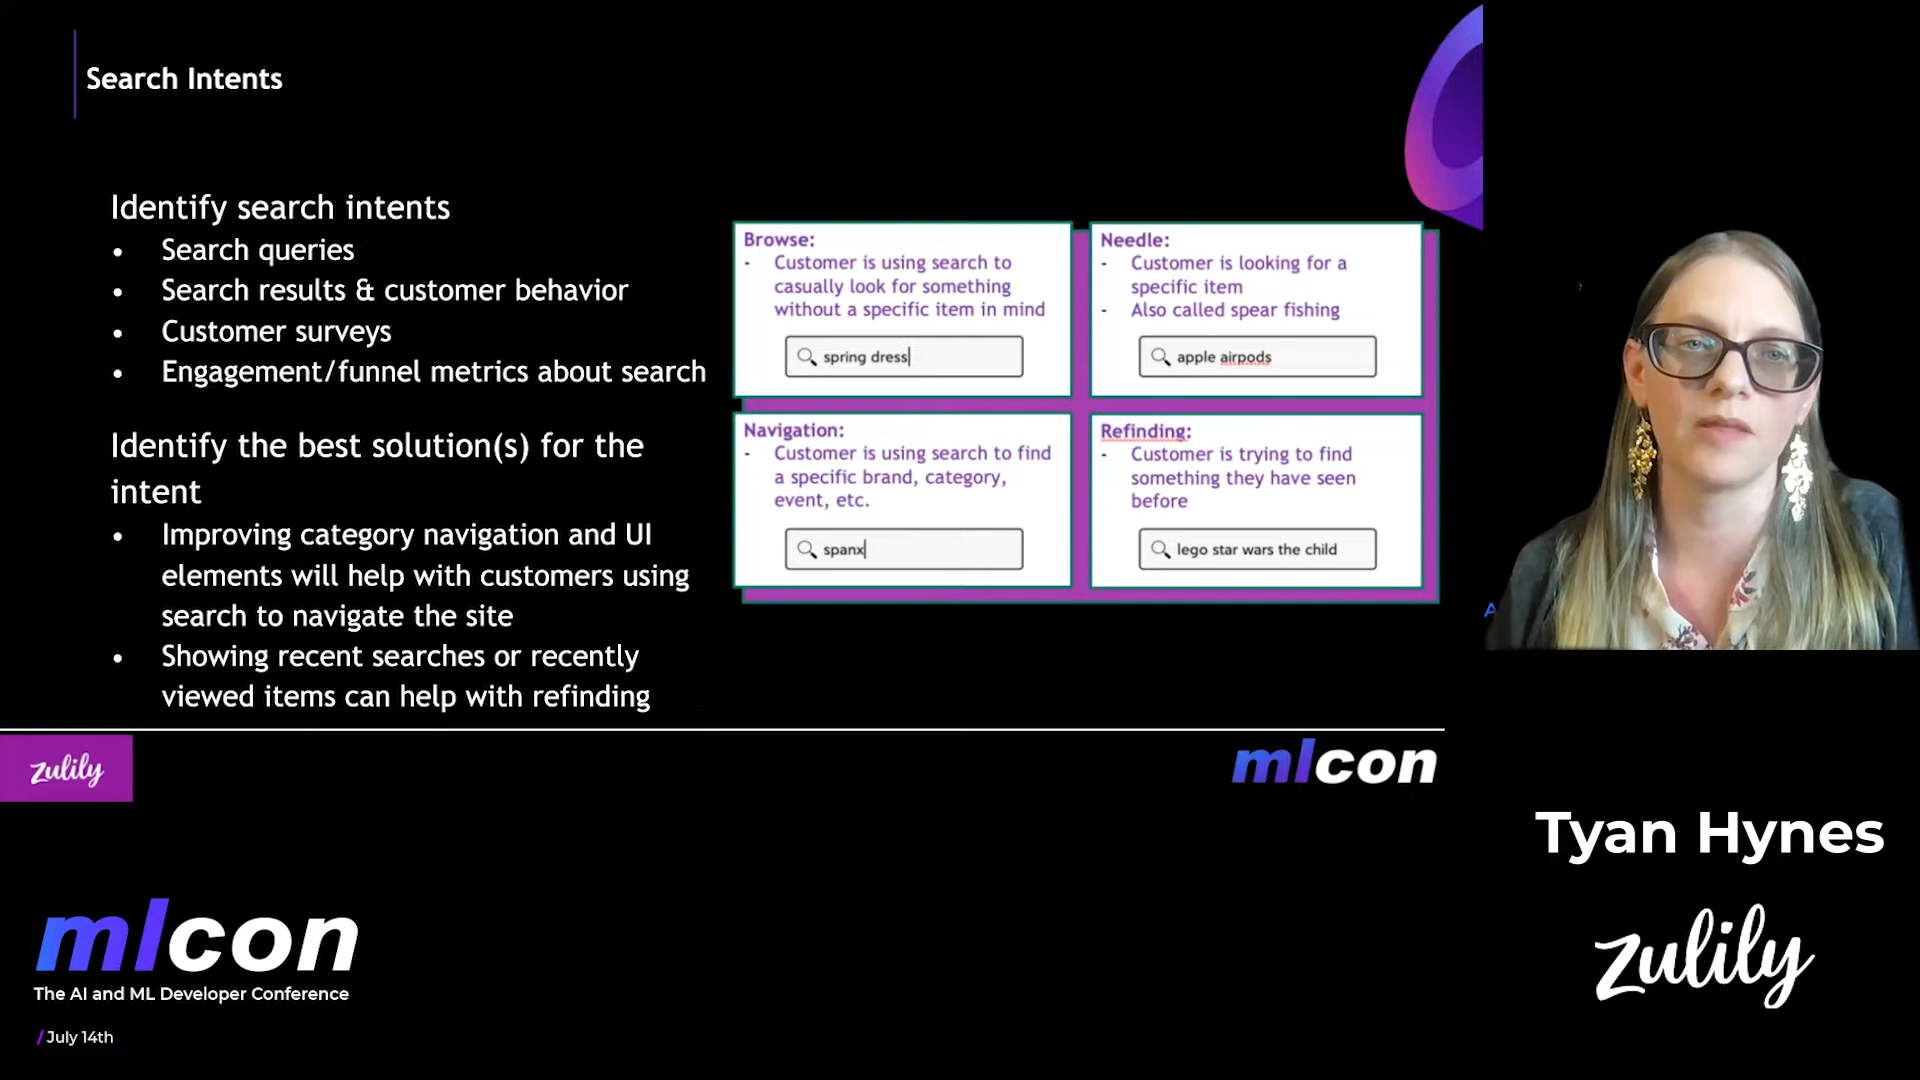 Search Intents
Identify search intents
• Search queries
• Search results & customer behavior
• Customer surveys
• Engagement/funnel metrics about search
Identify the best solution(s) for the
intent
• Improving category navigation and UI
elements will help with customers using
search to navigate the site
• Showing recent searches or recently
viewed items can help with refinding
Browse:
- Customer is using search to
casually look for something
without a specific item in mind
spring dress
Needle:
- Customer is looking for a
specific item
- Also called spear fishing
apple airpods
Navigation:
- Customer is using search to find
a specific brand, category,
event, etc.
spanx
Refinding:
- Customer is trying to find
something they have seen
before
lego star wars the child
zulily
mlcon
A
Tyan Hynes
zulily
mlcon
The AI and ML Developer Conference
/ July 14th